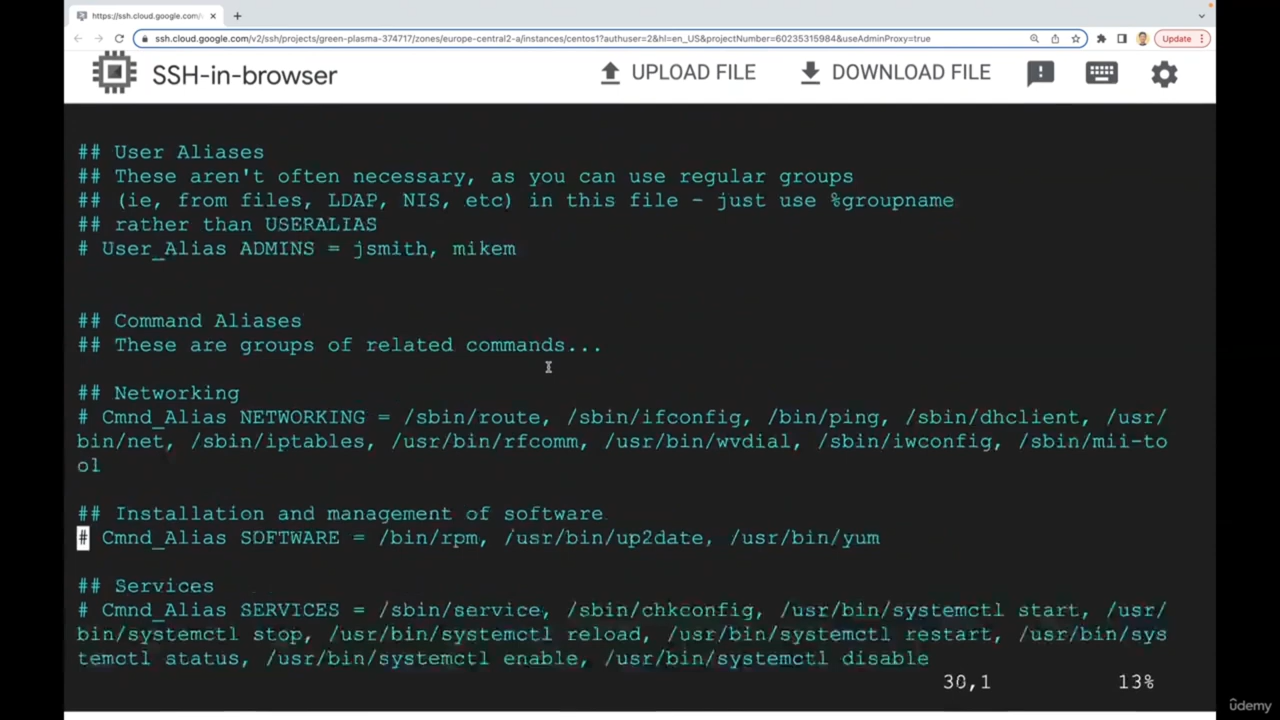 https://ssh.cloud.google.com/v
ssh.cloud.google.com/v2/ssh/projects/green-plasma-374717/zones/europe-central2-a/instances/centos1?authuser=2&hl=en_US&projectNumber=60235315984&useAdminProxy=true
Update
SSH-in-browser
UPLOAD FILE
DOWNLOAD FILE
## User Aliases
## These aren't often necessary, as you can use regular groups
## (ie, from files, LDAP, NIS, etc) in this file - just use %groupname
## rather than USERALIAS
# User_Alias ADMINS = jsmith, mikem
## Command Aliases
## These are groups of related commands...
## Networking
# Cmnd_Alias NETWORKING = /sbin/route, /sbin/ifconfig, /bin/ping, /sbin/dhclient, /usr/
bin/net, /sbin/iptables, /usr/bin/rfcomm, /usr/bin/wvdial, /sbin/iwconfig, /sbin/mii-to
ol
## Installation and management of software
# Cmnd_Alias SOFTWARE = /bin/rpm, /usr/bin/up2date, /usr/bin/yum
## Services
# Cmnd_Alias SERVICES = /sbin/service, /sbin/chkconfig, /usr/bin/systemctl start, /usr/
bin/systemctl stop, /usr/bin/systemctl reload, /usr/bin/systemctl restart, /usr/bin/sys
temctl status, /usr/bin/systemctl enable, /usr/bin/systemctl disable
30,1 13%
ûdemy